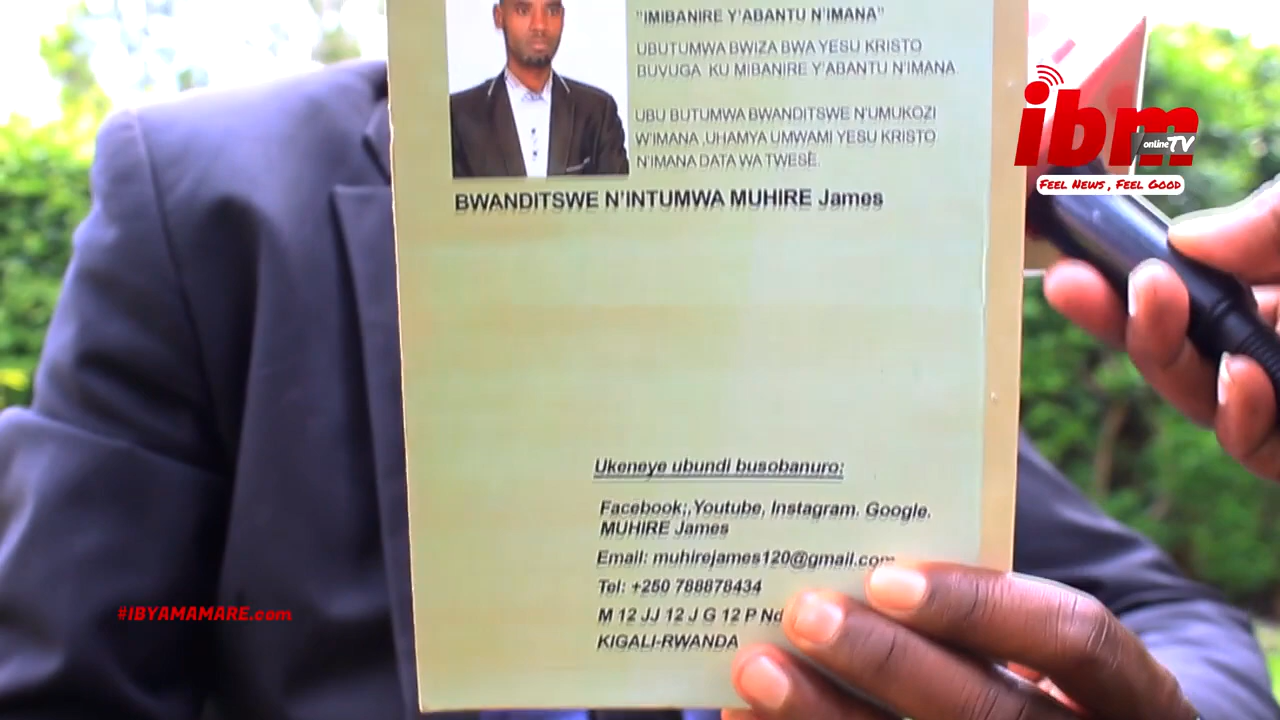 "IMIBANIRE Y'ABANTU N'IMANA"
UBUTUMWA BWIZA BWA YESU KRISTO
BUVUGA KU MIBANIRE Y'ABANTU N'IMANA.
UBU BUTUMWA BWANDITSWE N'UMUKOZI
W'IMANA ,UHAMYA UMWAMI YESU KRISTO
N'IMANA DATA WA TWESE.
BWANDITSWE N'INTUMWA MUHIRE James
Ukeneye ubundi busobanuro:
Facebook;,Youtube, Instagram. Google.
MUHIRE James
Email: muhirejames120@gmail.com
Tel: +250 788878434
M 12 JJ 12 J G 12 P Nd
KIGALI-RWANDA
ibm
online TV
FEEL NEWS, FEEL GOOD
#IBYAMAMARE.com